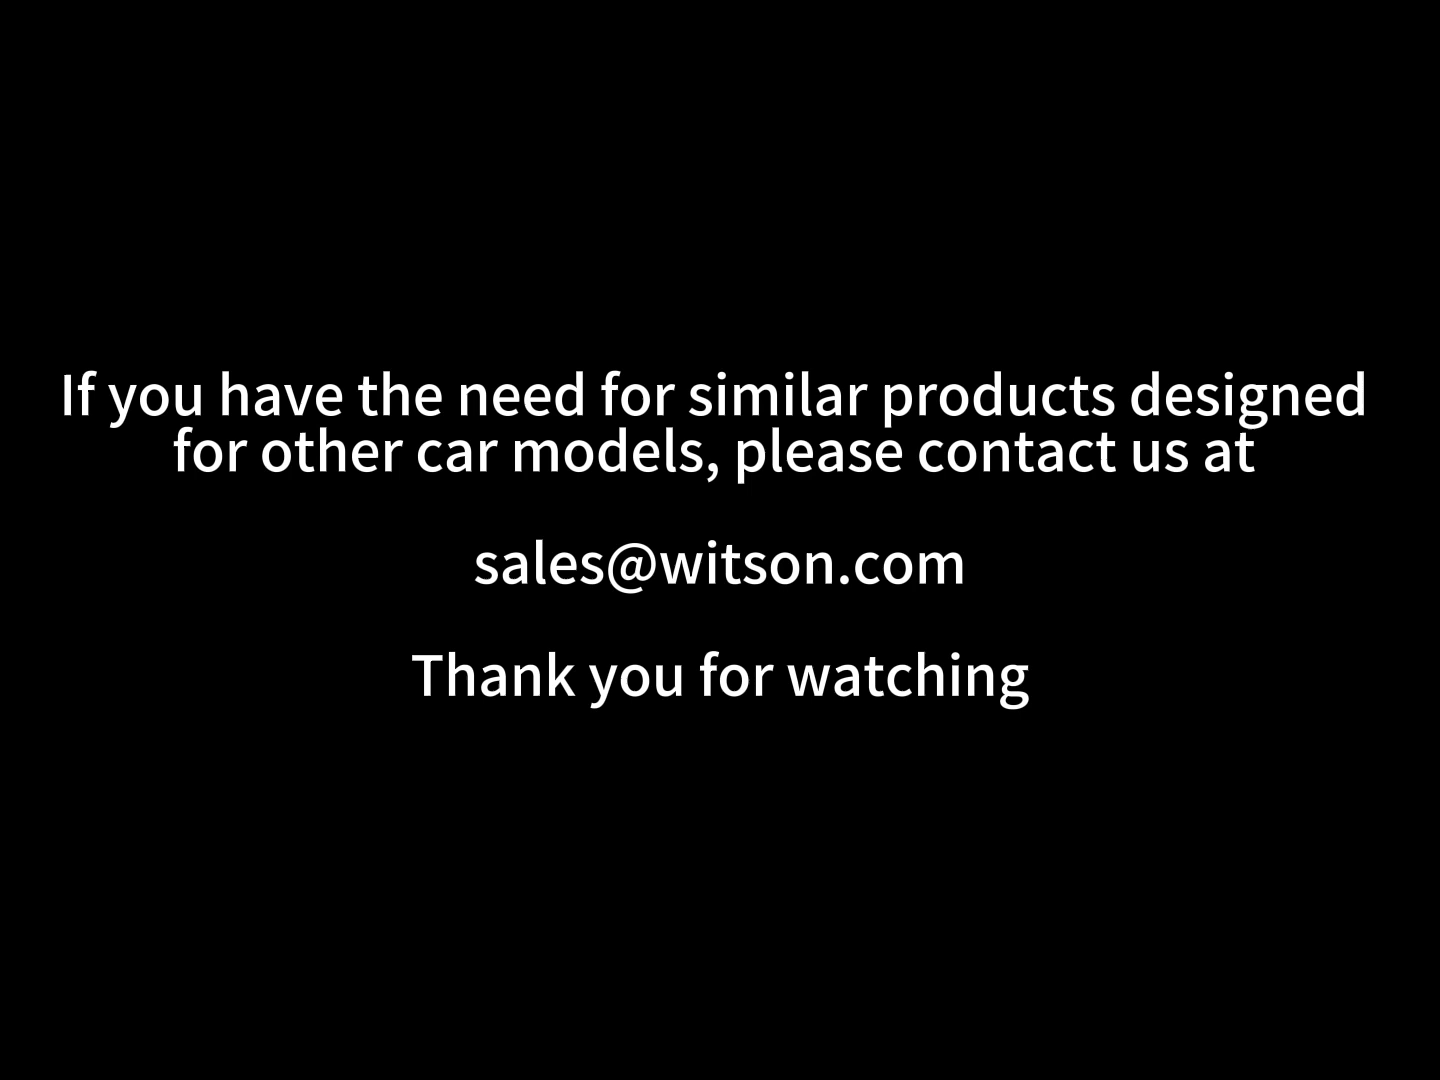 If you have the need for similar products designed
for other car models, please contact us at
sales@witson.com
Thank you for watching